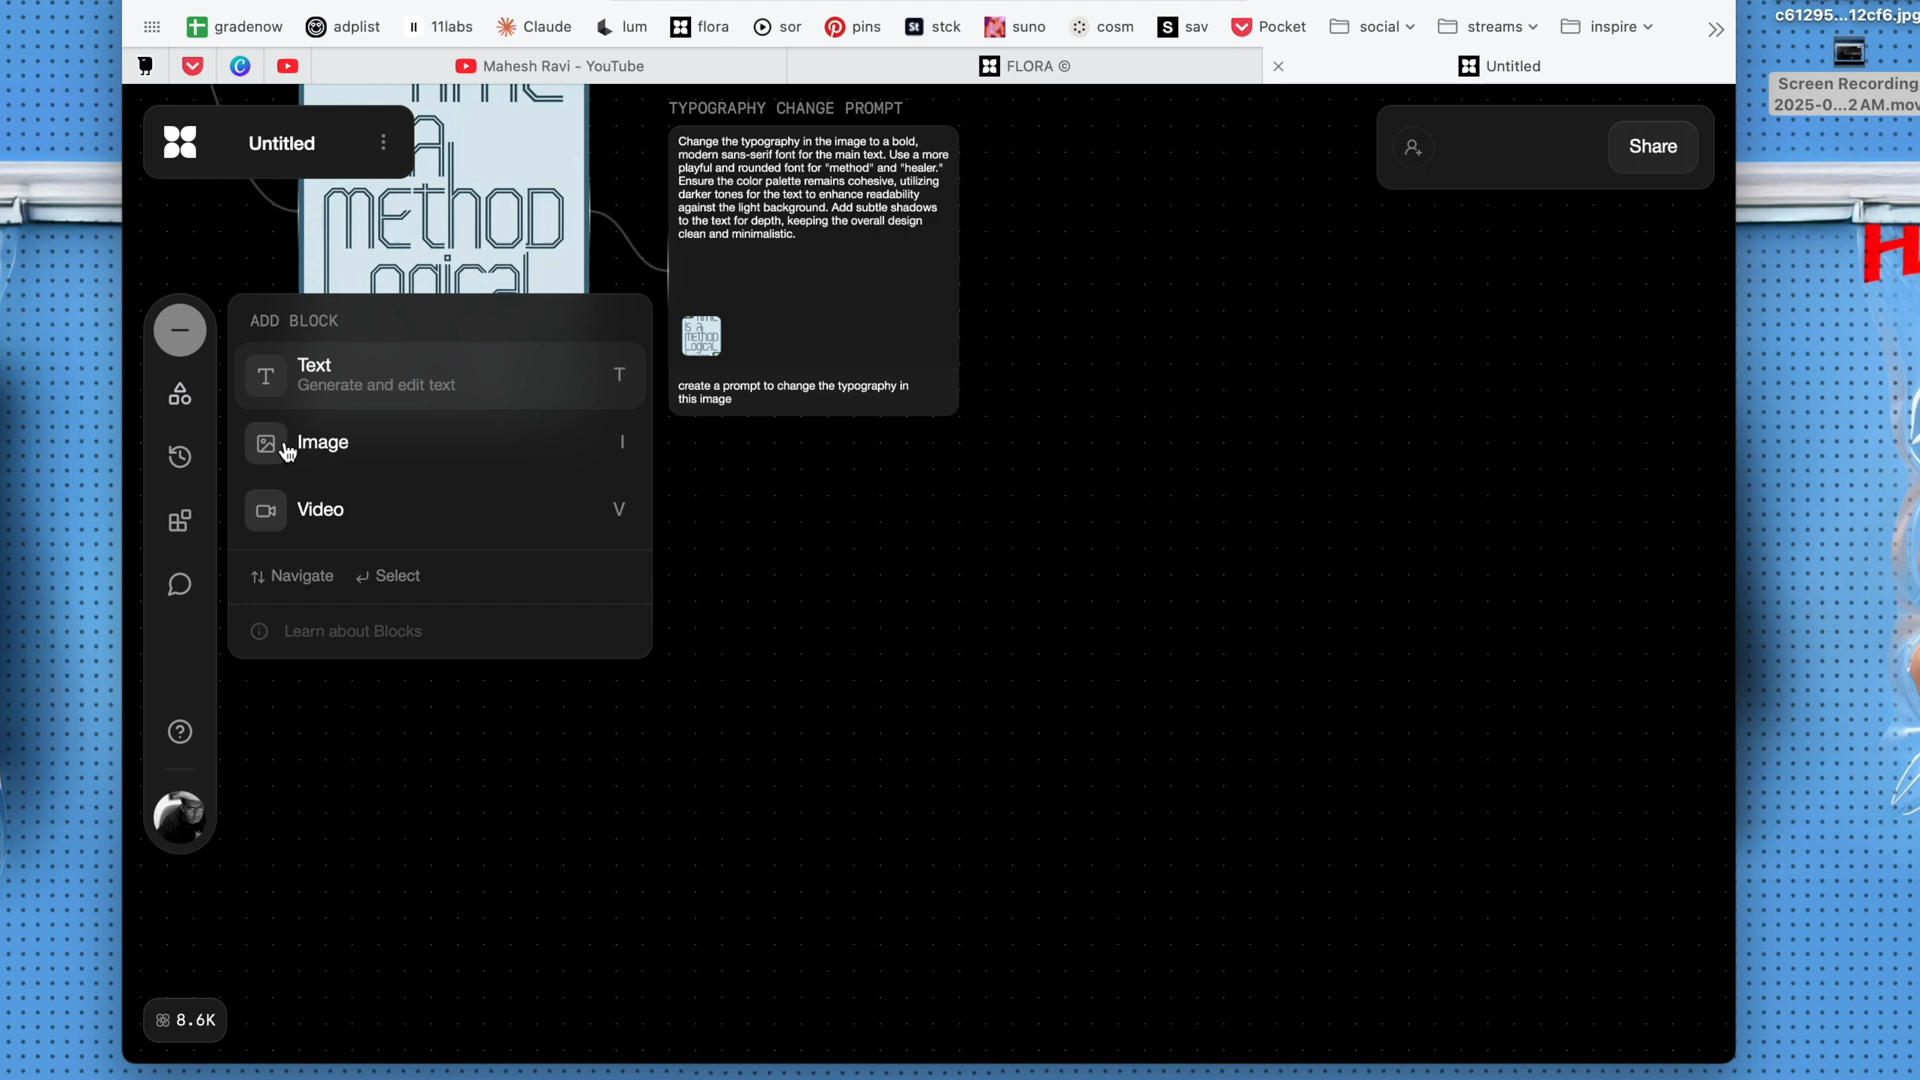 c61295...12cf6.jpg
gradenow
adplist
11labs
Claude
lum
flora
sor
pins
St stck
suno
cosm
S sav
Pocket
social
streams
inspire
Mahesh Ravi - YouTube
FLORA ©
Untitled
Screen Recording
2025-0...2 AM.mov
Untitled
A
METHOD
Logical
TYPOGRAPHY CHANGE PROMPT
Change the typography in the image to a bold,
modern sans-serif font for the main text. Use a more
playful and rounded font for "method" and "healer."
Ensure the color palette remains cohesive, utilizing
darker tones for the text to enhance readability
against the light background. Add subtle shadows
to the text for depth, keeping the overall design
clean and minimalistic.
IS A
METHOD
Logical
create a prompt to change the typography in
this image
Share
ADD BLOCK
Text T
Generate and edit text
Image I
Video V
Navigate Select
Learn about Blocks
8.6K
H